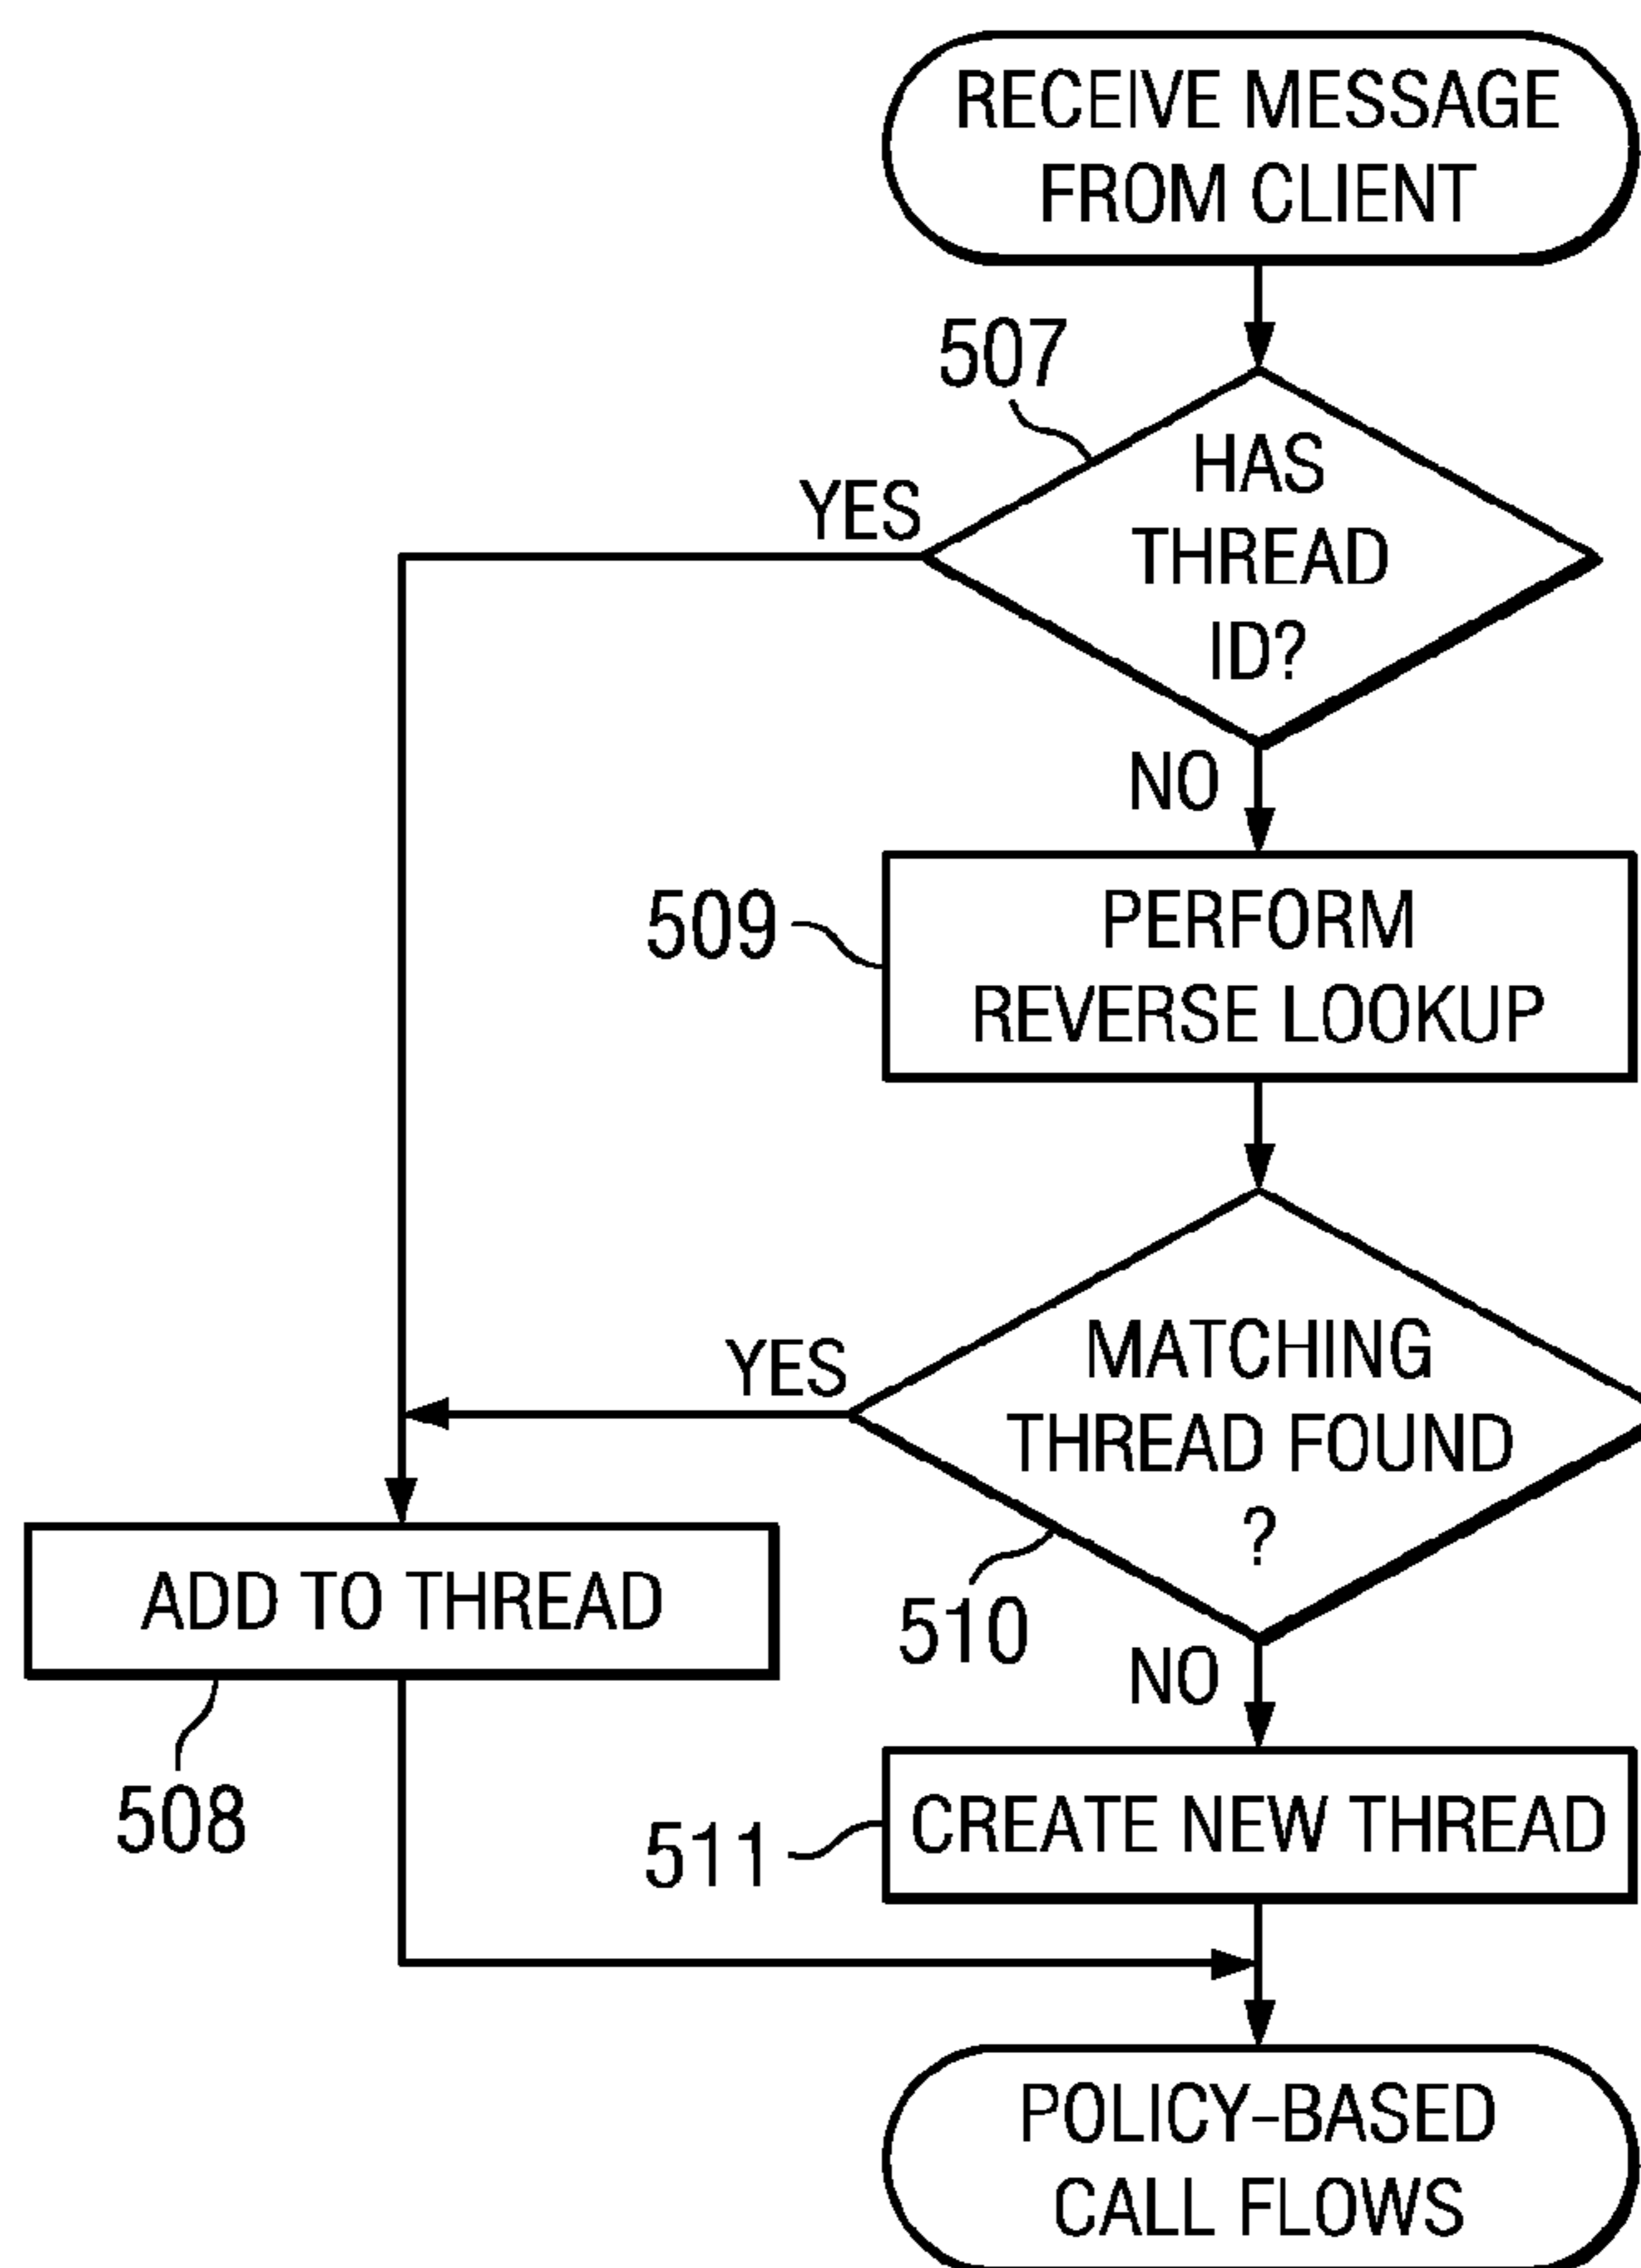 RECEIVE MESSAGE
FROM CLIENT
507
HAS
THREAD
ID?
YES
NO
509
PERFORM
REVERSE LOOKUP
MATCHING
THREAD FOUND
?
YES
510
NO
ADD TO THREAD
508
511
CREATE NEW THREAD
POLICY-BASED
CALL FLOWS